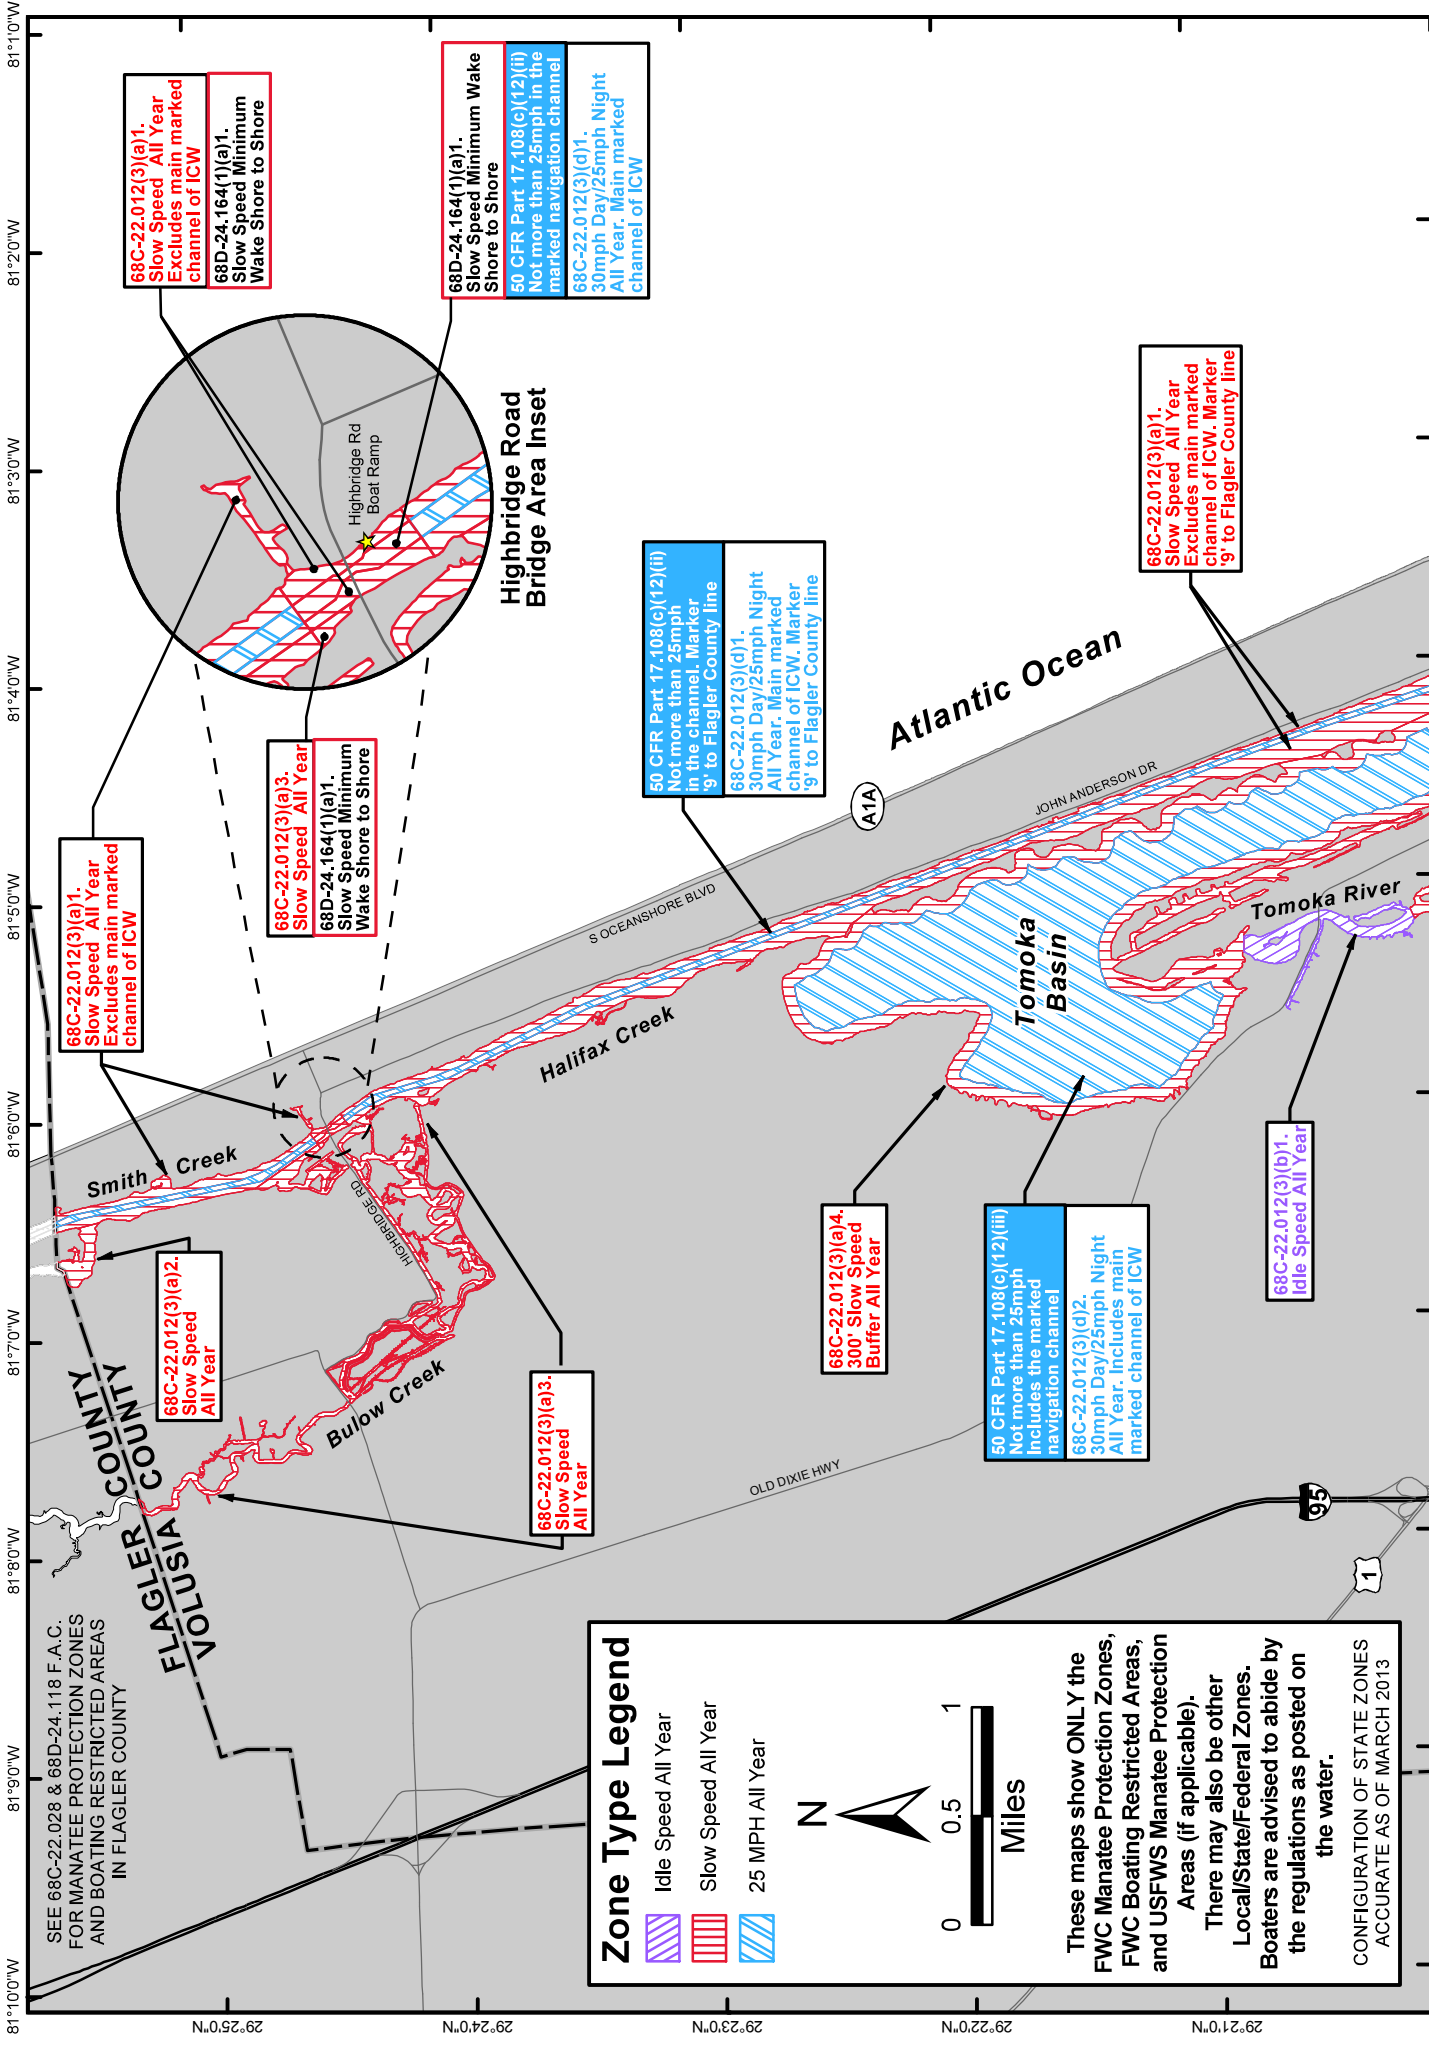 81°10'0"W
81°9'0"W
81°8'0"W
81°7'0"W
81°6'0"W
81°5'0"W
81°4'0"W
81°3'0"W
81°2'0"W
81°1'0"W
29°25'0"N
29°24'0"N
29°23'0"N
29°22'0"N
29°21'0"N
SEE 68C-22.028 & 68D-24.118 F.A.C.
FOR MANATEE PROTECTION ZONES
AND BOATING RESTRICTED AREAS
IN FLAGLER COUNTY
FLAGLER COUNTY
VOLUSIA COUNTY
68C-22.012(3)(a)2.
Slow Speed
All Year
68C-22.012(3)(a)1.
Slow Speed All Year
Excludes main marked
channel of ICW
68C-22.012(3)(a)1.
Slow Speed All Year
Excludes main marked
channel of ICW
68D-24.164(1)(a)1.
Slow Speed Minimum
Wake Shore to Shore
68C-22.012(3)(a)3.
Slow Speed All Year
68D-24.164(1)(a)1.
Slow Speed Minimum
Wake Shore to Shore
68D-24.164(1)(a)1.
Slow Speed Minimum Wake
Shore to Shore
50 CFR Part 17.108(c)(12)(ii)
Not more than 25mph in the
marked navigation channel
68C-22.012(3)(d)1.
30mph Day/25mph Night
All Year. Main marked
channel of ICW
Highbridge Rd
Boat Ramp
Highbridge Road
Bridge Area Inset
Smith Creek
HIGHBRIDGE RD
Bulow Creek
Halifax Creek
S OCEANSHORE BLVD
OLD DIXIE HWY
68C-22.012(3)(a)3.
Slow Speed
All Year
50 CFR Part 17.108(c)(12)(ii)
Not more than 25mph
in the channel. Marker
'9' to Flagler County line
68C-22.012(3)(d)1.
30mph Day/25mph Night
All Year. Main marked
channel of ICW. Marker
'9' to Flagler County line
A1A
Atlantic Ocean
JOHN ANDERSON DR
68C-22.012(3)(a)1.
Slow Speed All Year
Excludes main marked
channel of ICW. Marker
'9' to Flagler County line
Tomoka
Basin
Tomoka River
68C-22.012(3)(a)4.
300' Slow Speed
Buffer All Year
50 CFR Part 17.108(c)(12)(iii)
Not more than 25mph
Includes the marked
navigation channel
68C-22.012(3)(d)2.
30mph Day/25mph Night
All Year. Includes main
marked channel of ICW
68C-22.012(3)(b)1.
Idle Speed All Year
95
1
Zone Type Legend
Idle Speed All Year
Slow Speed All Year
25 MPH All Year
N
0 0.5 1
Miles
These maps show ONLY the
FWC Manatee Protection Zones,
FWC Boating Restricted Areas,
and USFWS Manatee Protection
Areas (if applicable).
There may also be other
Local/State/Federal Zones.
Boaters are advised to abide by
the regulations as posted on
the water.
CONFIGURATION OF STATE ZONES
ACCURATE AS OF MARCH 2013